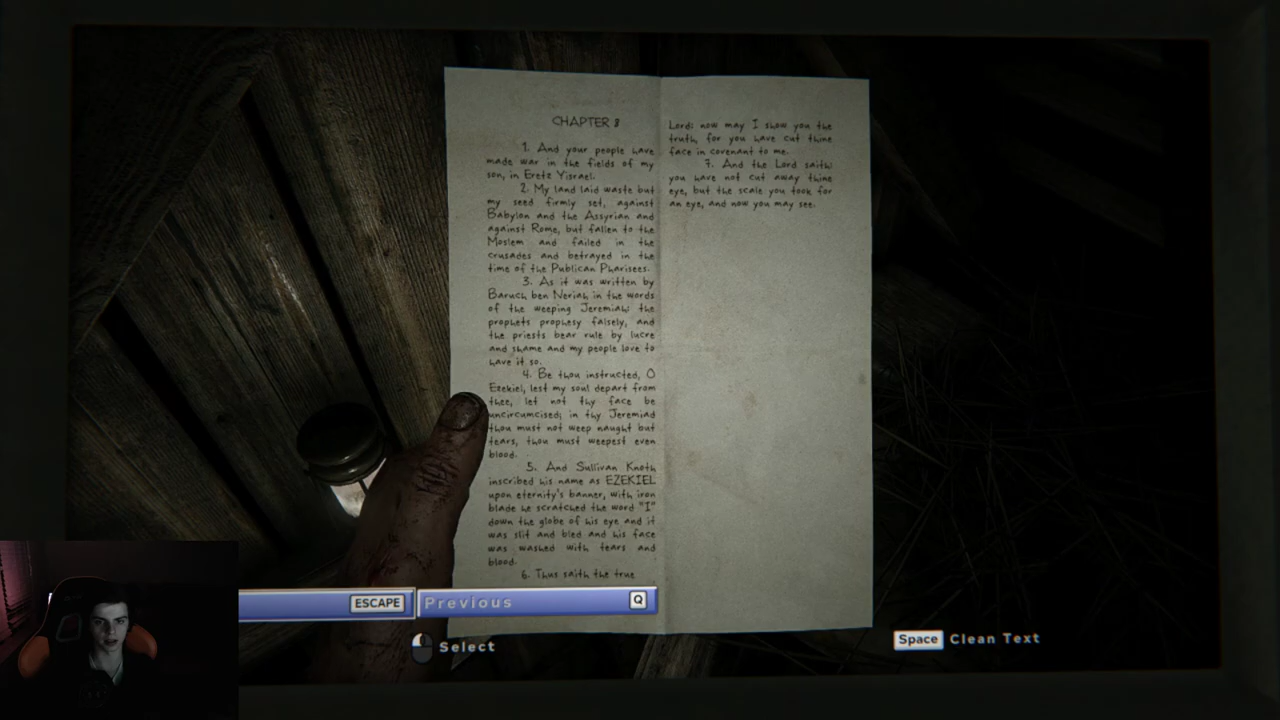 CHAPTER 8
1. And your people have
made war in the fields of my
son, in Eretz Yisrael.
2. My land laid waste but
my seed firmly set, against
Babylon and the Assyrian and
against Rome, but fallen to the
Moslem and failed in the
crusades and betrayed in the
time of the Publican Pharisees.
3. As it was written by
Baruch ben Neriah in the words
of the weeping Jeremiah: the
prophets prophesy falsely, and
the priests bear rule by lucre
and shame and my people love to
have it so.
4. Be thou instructed, O
Ezekiel, lest my soul depart from
thee, let not thy face be
uncircumcised; in thy Jeremiad
thou must not weep naught but
tears, thou must weepest even
blood.
5. And Sullivan Knoth
inscribed his name as EZEKIEL
upon eternity's banner, with iron
blade he scratched the word "I"
down the globe of his eye and it
was slit and bled and his face
was washed with tears and
blood.
6. Thus saith the true
Lord: now may I show you the
truth, for you have cut thine
face in covenant to me.
7. And the Lord saith:
you have not cut away thine
eye, but the scale you took for
an eye, and now you may see.
ESCAPE
Previous Q
Select
Space Clean Text